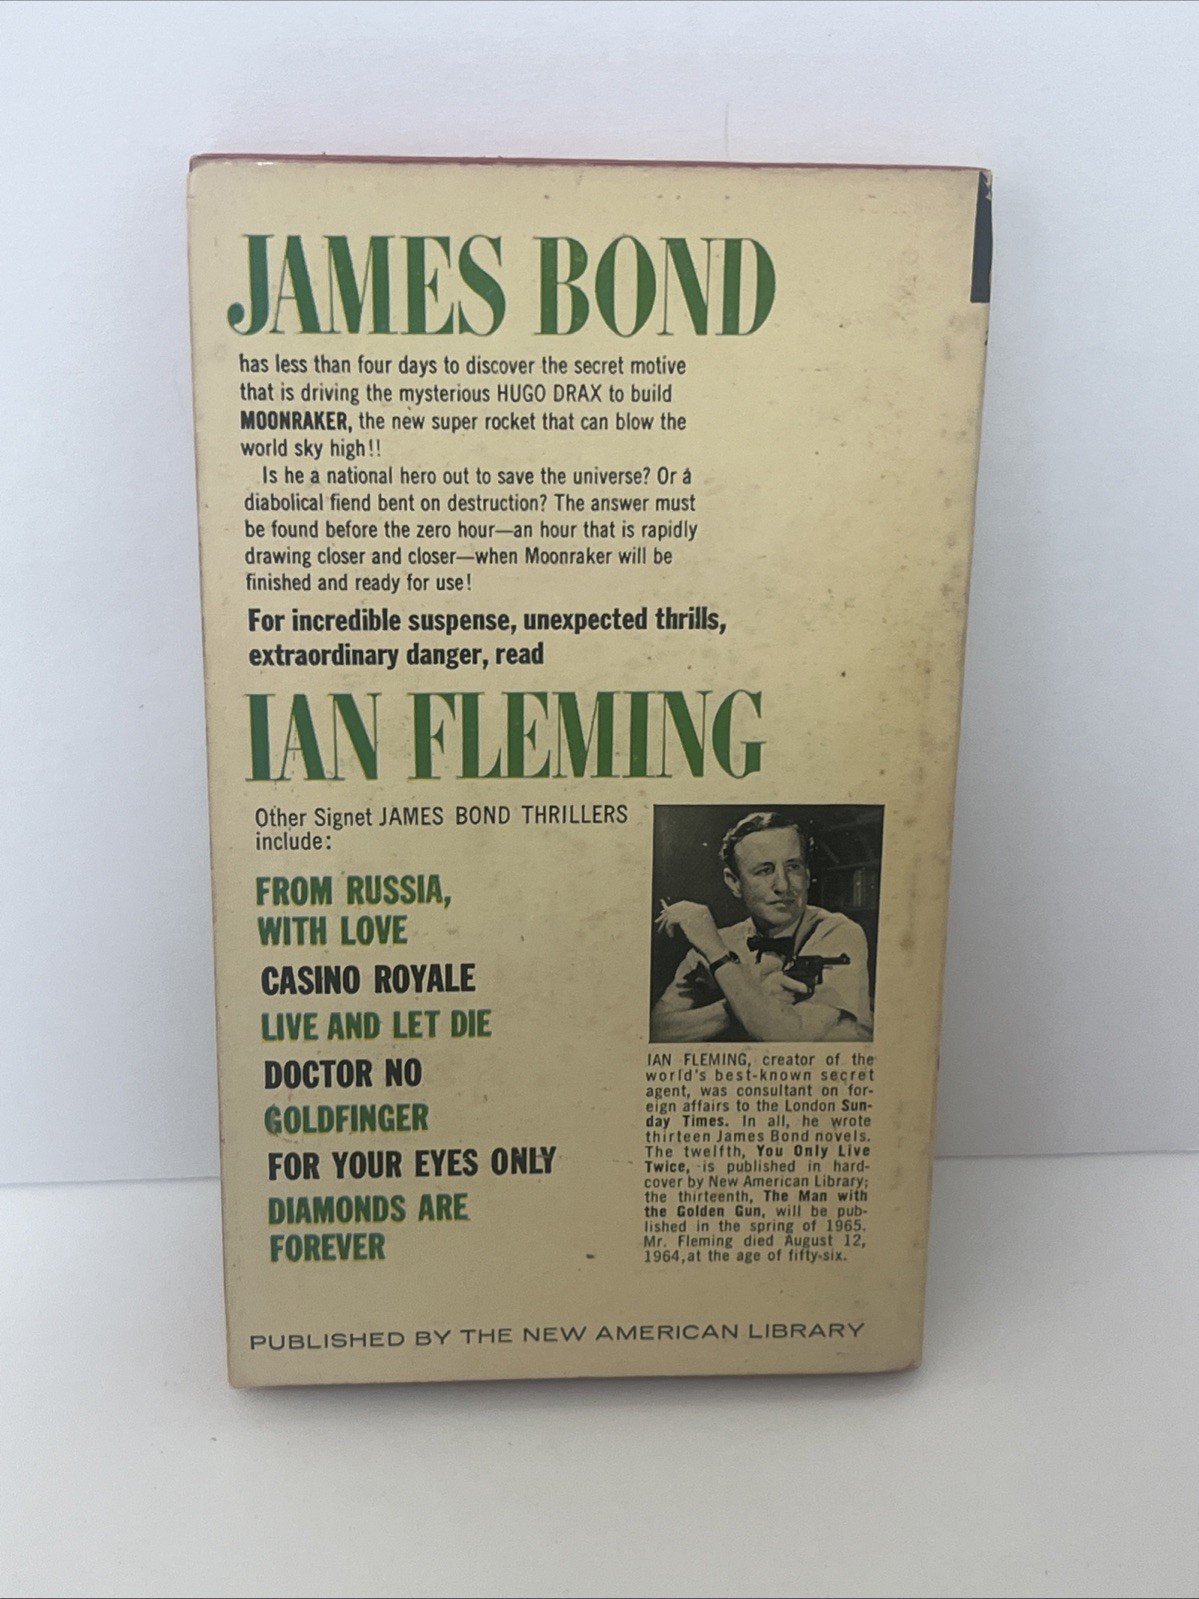 JAMES BOND
has less than four days to discover the secret motive
that is driving the mysterious HUGO DRAX to build
MOONRAKER, the new super rocket that can blow the
world sky high!!
Is he a national hero out to save the universe? Or a
diabolical fiend bent on destruction? The answer must
be found before the zero hour—an hour that is rapidly
drawing closer and closer—when Moonraker will be
finished and ready for use!
For incredible suspense, unexpected thrills,
extraordinary danger, read
IAN FLEMING
Other Signet JAMES BOND THRILLERS
include:
FROM RUSSIA,
WITH LOVE
CASINO ROYALE
LIVE AND LET DIE
DOCTOR NO
GOLDFINGER
FOR YOUR EYES ONLY
DIAMONDS ARE
FOREVER
IAN FLEMING, creator of the
world's best-known secret
agent, was consultant on for-
eign affairs to the London Sun-
day Times. In all, he wrote
thirteen James Bond novels.
The twelfth, You Only Live
Twice, is published in hard-
cover by New American Library;
the thirteenth, The Man with
the Golden Gun, will be pub-
lished in the spring of 1965.
Mr. Fleming died August 12,
1964, at the age of fifty-six.
PUBLISHED BY THE NEW AMERICAN LIBRARY